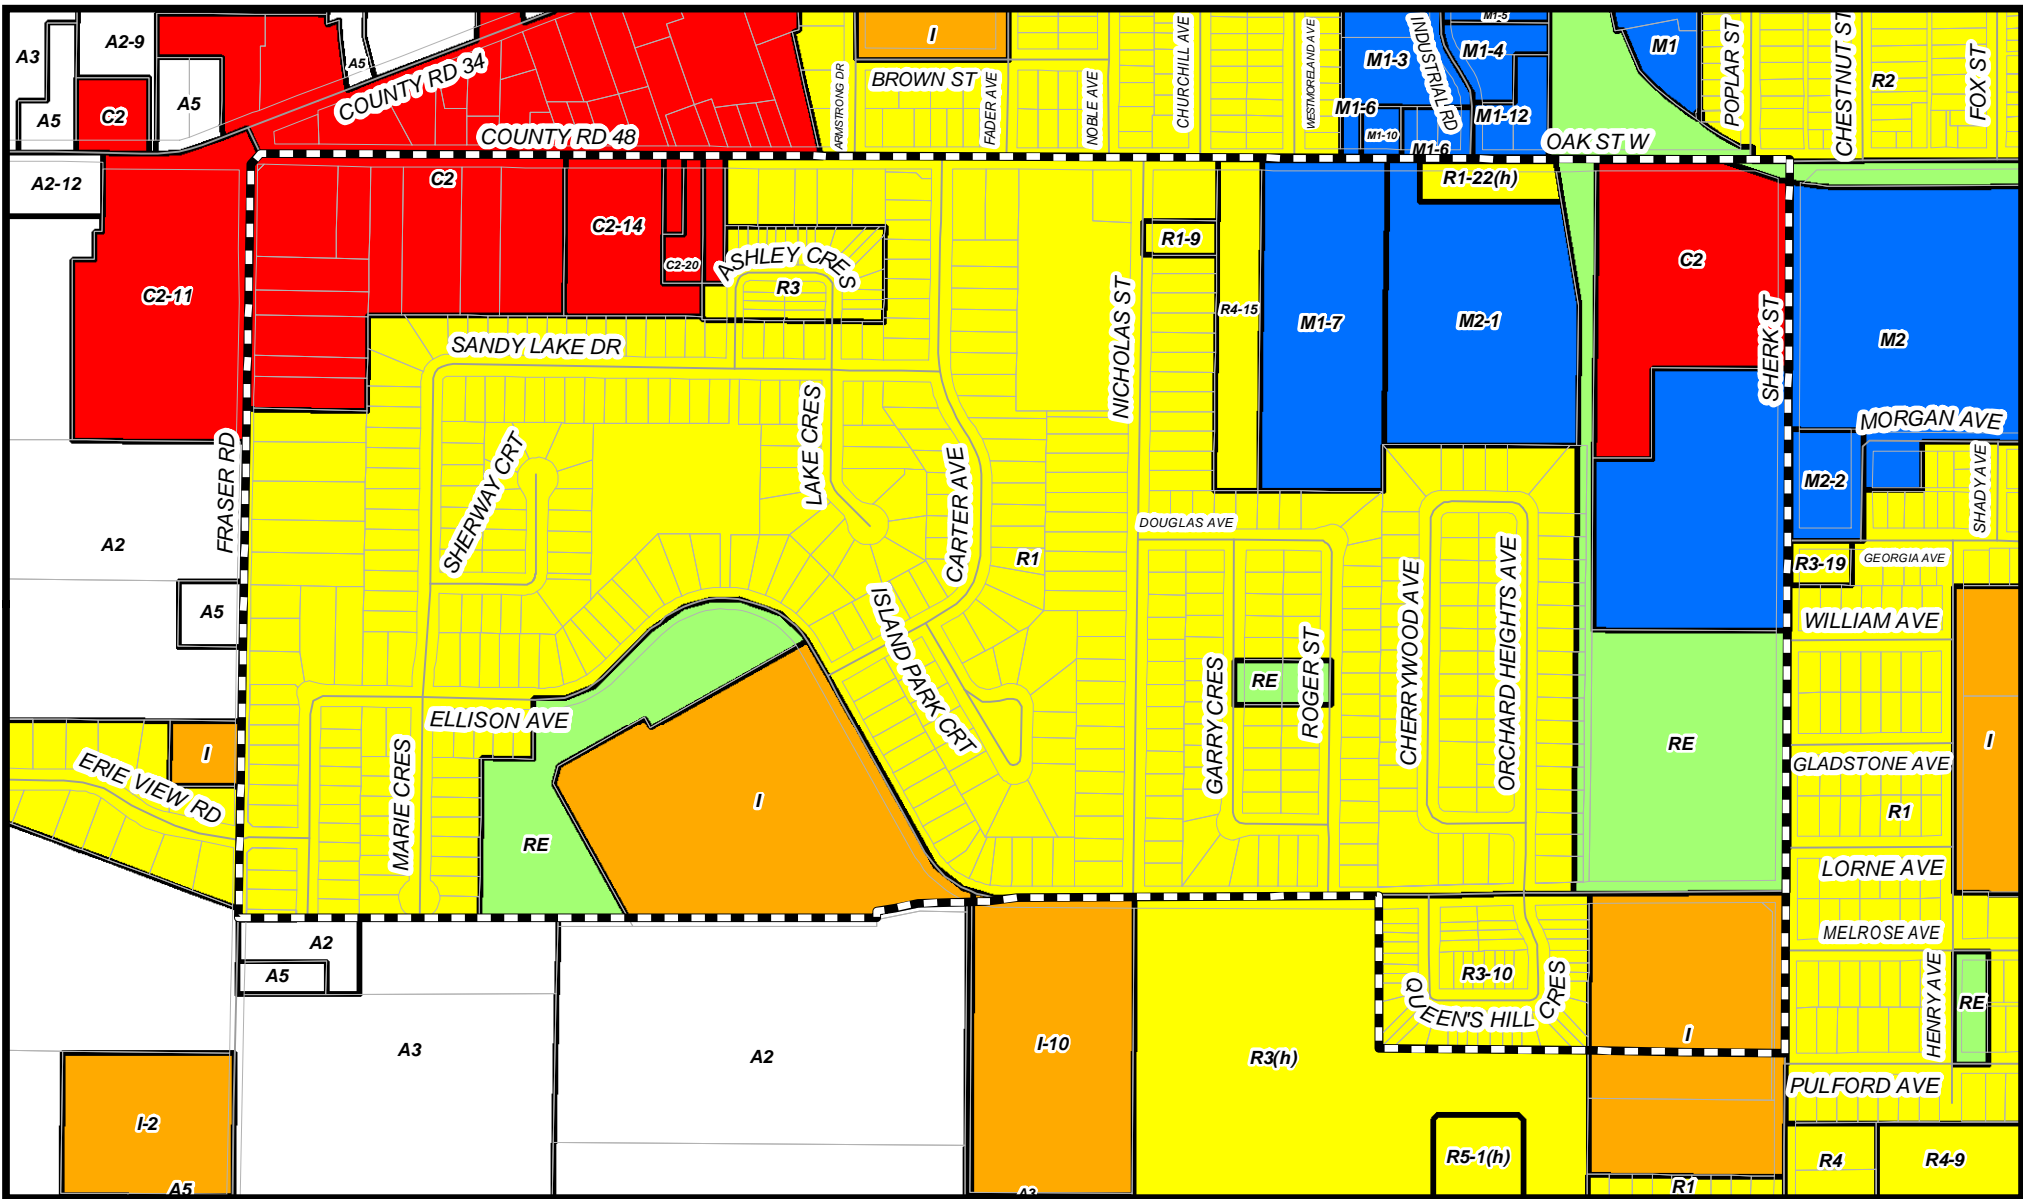 A3
A2-9
A5
C2
A5
A5
COUNTY RD 34
COUNTY RD 48
I
BROWN ST
ARMSTRONG DR
FADER AVE
NOBLE AVE
CHURCHILL AVE
WESTMORELAND AVE
M1-3
INDUSTRIAL RD
M1-5
M1-4
M1
M1-6
M1-10
M1-6
M1-12
OAK ST W
POPLAR ST
CHESTNUT ST
R2
FOX ST
A2-12
C2
C2-14
C2-20
ASHLEY CRES
R3
R1-9
R1-22(h)
C2
C2-11
R4-15
M1-7
M2-1
M2
SANDY LAKE DR
NICHOLAS ST
SHERK ST
LAKE CRES
MORGAN AVE
FRASER RD
SHERWAY CRT
CARTER AVE
M2-2
SHADY AVE
A2
DOUGLAS AVE
R1
R3-19
GEORGIA AVE
A5
ISLAND PARK CRT
CHERRYWOOD AVE
ORCHARD HEIGHTS AVE
WILLIAM AVE
GARRY CRES
RE
ROGER ST
ELLISON AVE
I
ERIE VIEW RD
MARIE CRES
I
RE
RE
I
GLADSTONE AVE
R1
LORNE AVE
MELROSE AVE
A2
A5
R3-10
QUEEN'S HILL CRES
HENRY AVE
RE
A3
A2
I-10
R3(h)
I
PULFORD AVE
I-2
A5
A3
R5-1(h)
R1
R4
R4-9